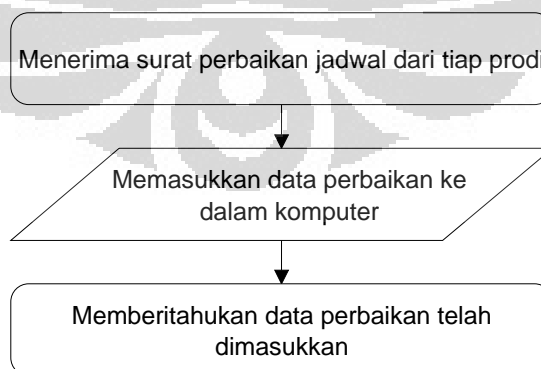 Menerima surat perbaikan jadwal dari tiap prodi
Memasukkan data perbaikan ke
dalam komputer
Memberitahukan data perbaikan telah
dimasukkan